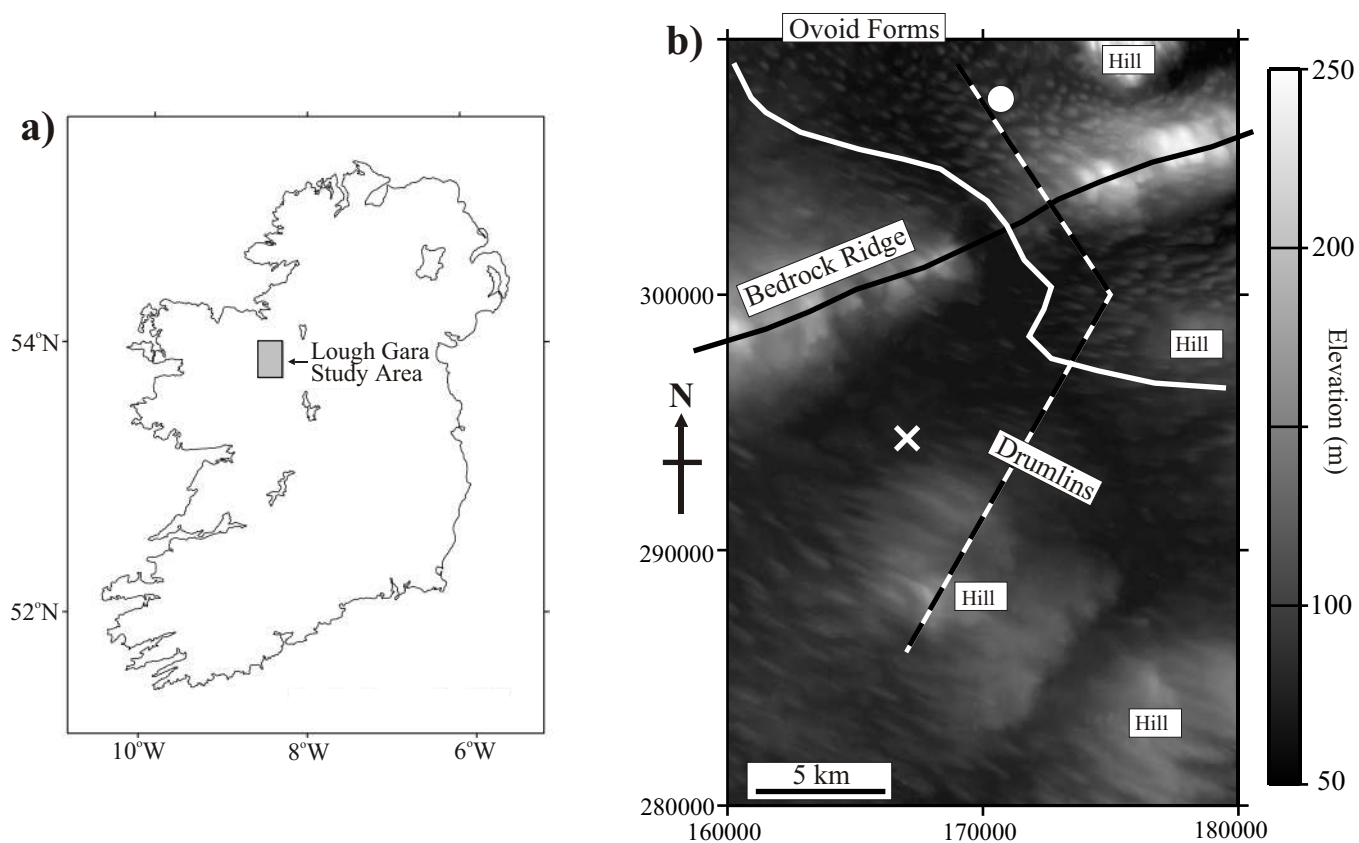 a)
54°N
52°N
10°W
8°W
6°W
Lough Gara
Study Area
b)
Ovoid Forms
Hill
Bedrock Ridge
Hill
N
Drumlins
Hill
Hill
5 km
300000
290000
280000
160000
170000
180000
250
200
100
50
Elevation (m)